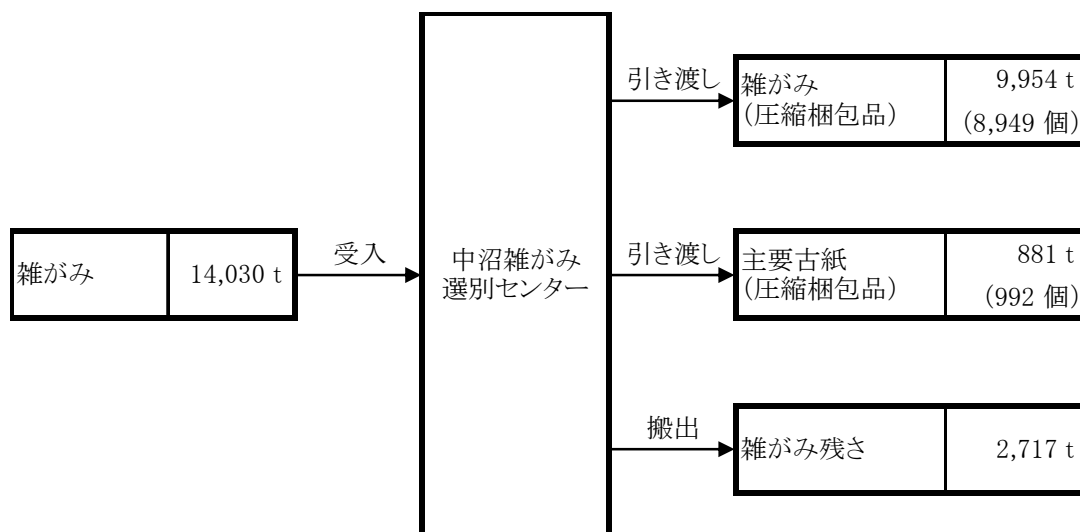 雑がみ
14,030 t
受入
中沼雑がみ
選別センター
引き渡し
雑がみ
(圧縮梱包品)
9,954 t
(8,949 個)
引き渡し
主要古紙
(圧縮梱包品)
881 t
(992 個)
搬出
雑がみ残さ
2,717 t